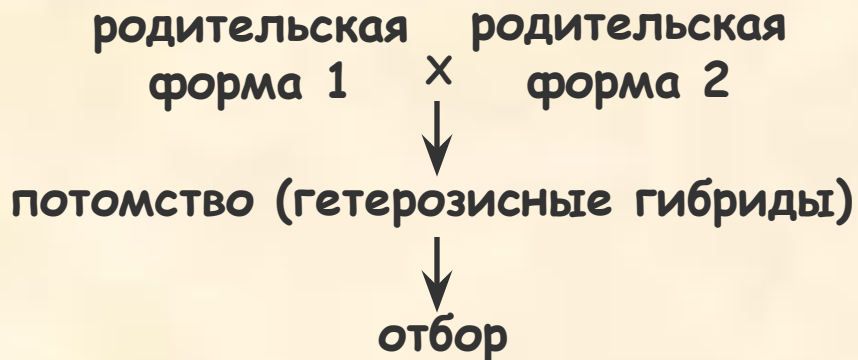 родительская форма 1 x родительская форма 2
потомство (гетерозисные гибриды)
отбор